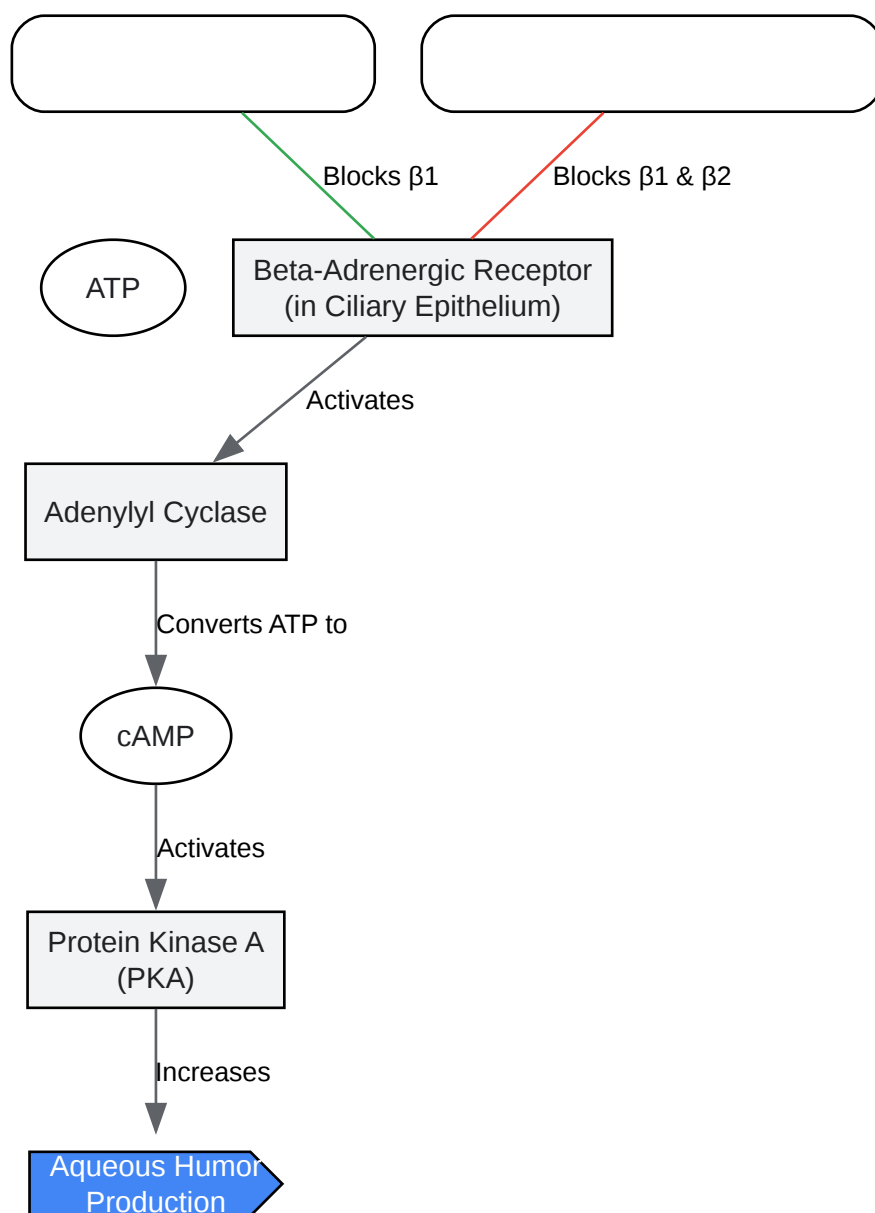 Blocks β1
Blocks β1 & β2
ATP
Beta-Adrenergic Receptor
(in Ciliary Epithelium)
Activates
Adenylyl Cyclase
Converts ATP to
cAMP
Activates
Protein Kinase A
(PKA)
Increases
Aqueous Humor
Production